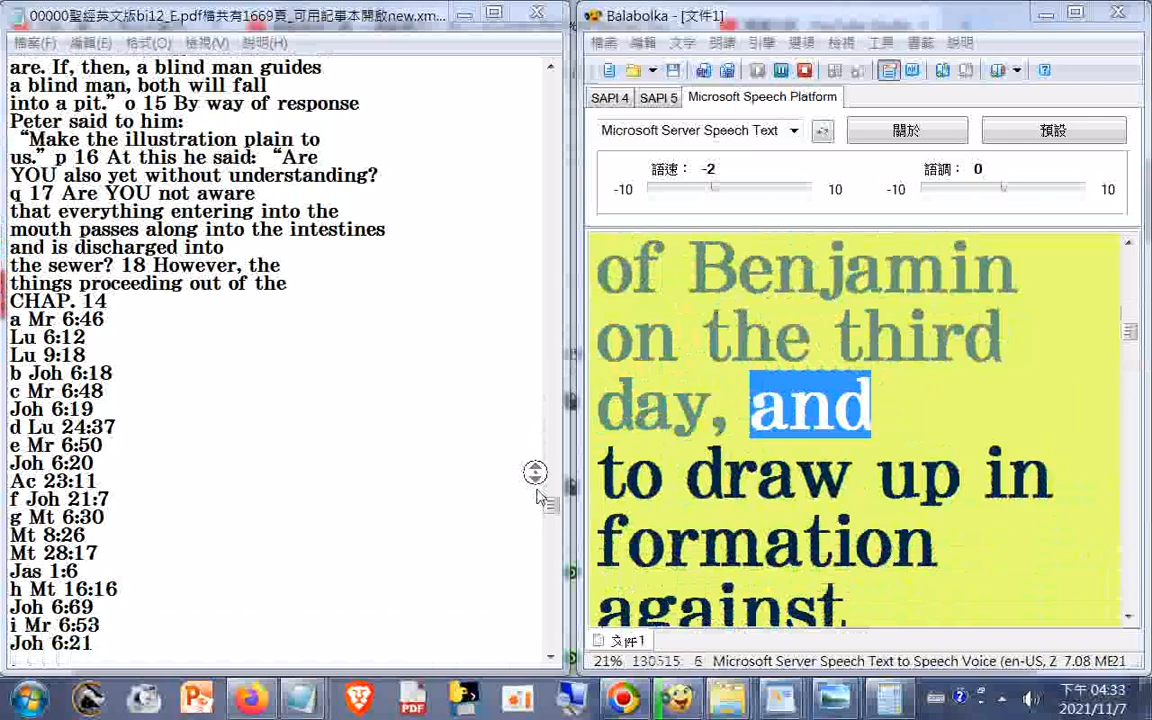 00000聖經英文版bi12_E.pdf檔共有1669頁_可用記事本開啟new.xm...
檔案(F) 編輯(E) 格式(O) 檢視(V) 說明(H)
are. If, then, a blind man guides
a blind man, both will fall
into a pit.” o 15 By way of response
Peter said to him:
“Make the illustration plain to
us.” p 16 At this he said: “Are
YOU also yet without understanding?
q 17 Are YOU not aware
that everything entering into the
mouth passes along into the intestines
and is discharged into
the sewer? 18 However, the
things proceeding out of the
CHAP. 14
a Mr 6:46
Lu 6:12
Lu 9:18
b Joh 6:18
c Mr 6:48
Joh 6:19
d Lu 24:37
e Mr 6:50
Joh 6:20
Ac 23:11
f Joh 21:7
g Mt 6:30
Mt 8:26
Mt 28:17
Jas 1:6
h Mt 16:16
Joh 6:69
i Mr 6:53
Joh 6:21
Balabolka - [文件1]
檔案 編輯 文字 朗讀 引擎 選項 檢視 工具 書籤 說明
SAPI 4 SAPI 5 Microsoft Speech Platform
Microsoft Server Speech Text 關於 預設
語速： -2 語調： 0
-10 10 -10 10
of Benjamin
on the third
day, and
to draw up in
formation
against
文件1
21% 130515: 6 Microsoft Server Speech Text to Speech Voice (en-US, Z 7.08 ME21
PDF
下午 04:33
2021/11/7